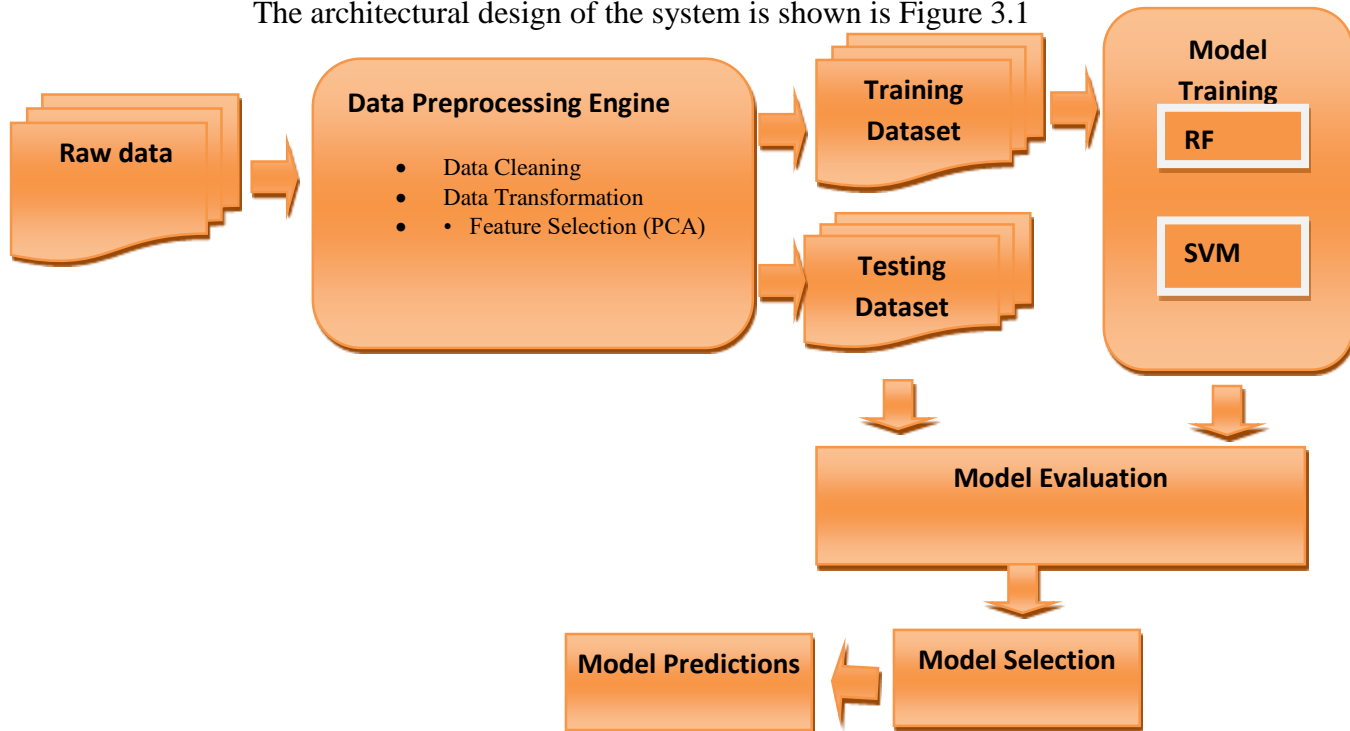 The architectural design of the system is shown is Figure 3.1
Raw data
Data Preprocessing Engine
• Data Cleaning
• Data Transformation
• • Feature Selection (PCA)
Training
Dataset
Testing
Dataset
Model
Training
RF
SVM
Model Evaluation
Model Selection
Model Predictions